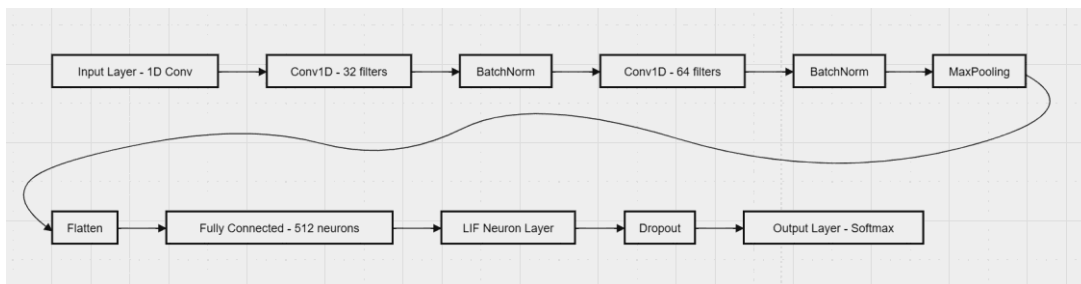 Input Layer - 1D Conv
Conv1D - 32 filters
BatchNorm
Conv1D - 64 filters
BatchNorm
MaxPooling
Flatten
Fully Connected - 512 neurons
LIF Neuron Layer
Dropout
Output Layer - Softmax